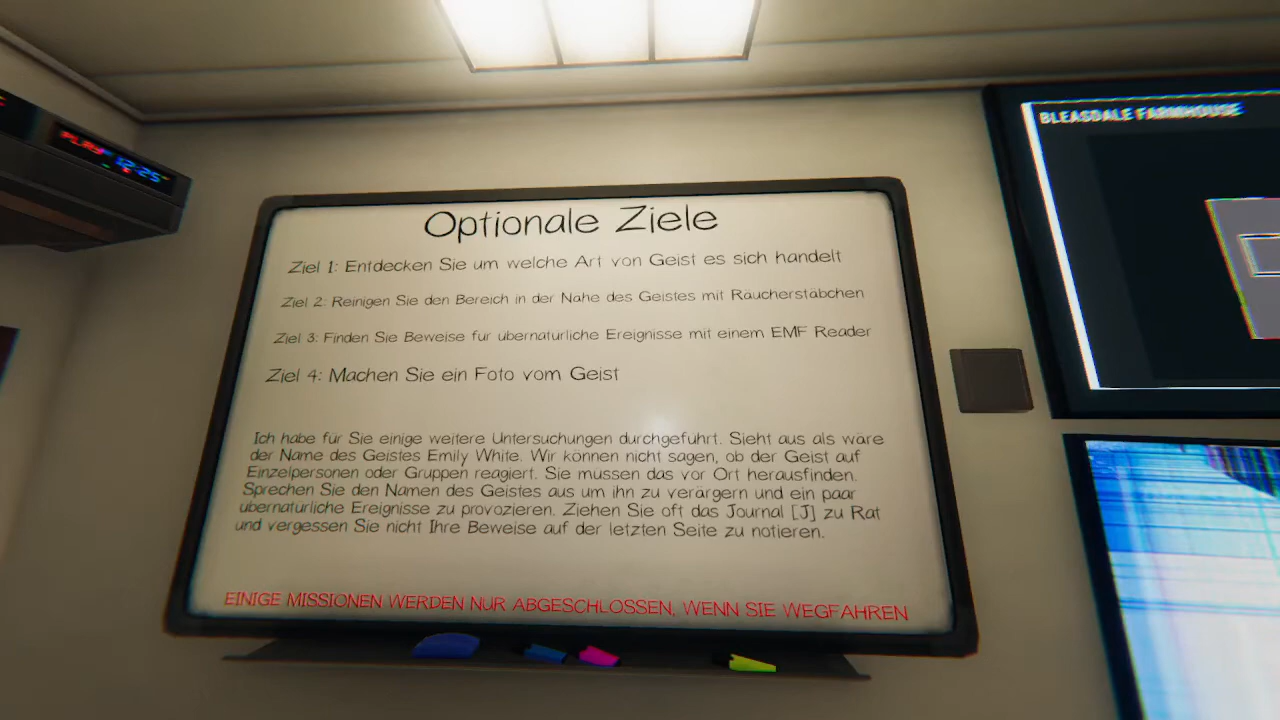 PLAY 12:25
BLEASDALE FARMHOUSE
Optionale Ziele
Ziel 1: Entdecken Sie um welche Art von Geist es sich handelt
Ziel 2: Reinigen Sie den Bereich in der Nahe des Geistes mit Räucherstäbchen
Ziel 3: Finden Sie Beweise fur ubernaturliche Ereignisse mit einem EMF Reader
Ziel 4: Machen Sie ein Foto vom Geist
Ich habe für Sie einige weitere Untersuchungen durchgefuhrt. Sieht aus als wäre
der Name des Geistes Emily White. Wir können nicht sagen, ob der Geist auf
Einzelpersonen oder Gruppen reagiert. Sie mussen das vor Ort herausfinden.
Sprechen Sie den Namen des Geistes aus um ihn zu verärgern und ein paar
ubernaturliche Ereignisse zu provozieren. Ziehen Sie oft das Journal [J] zu Rat
und vergessen Sie nicht Ihre Beweise auf der letzten Seite zu notieren.
EINIGE MISSIONEN WERDEN NUR ABGESCHLOSSEN, WENN SIE WEGFAHREN